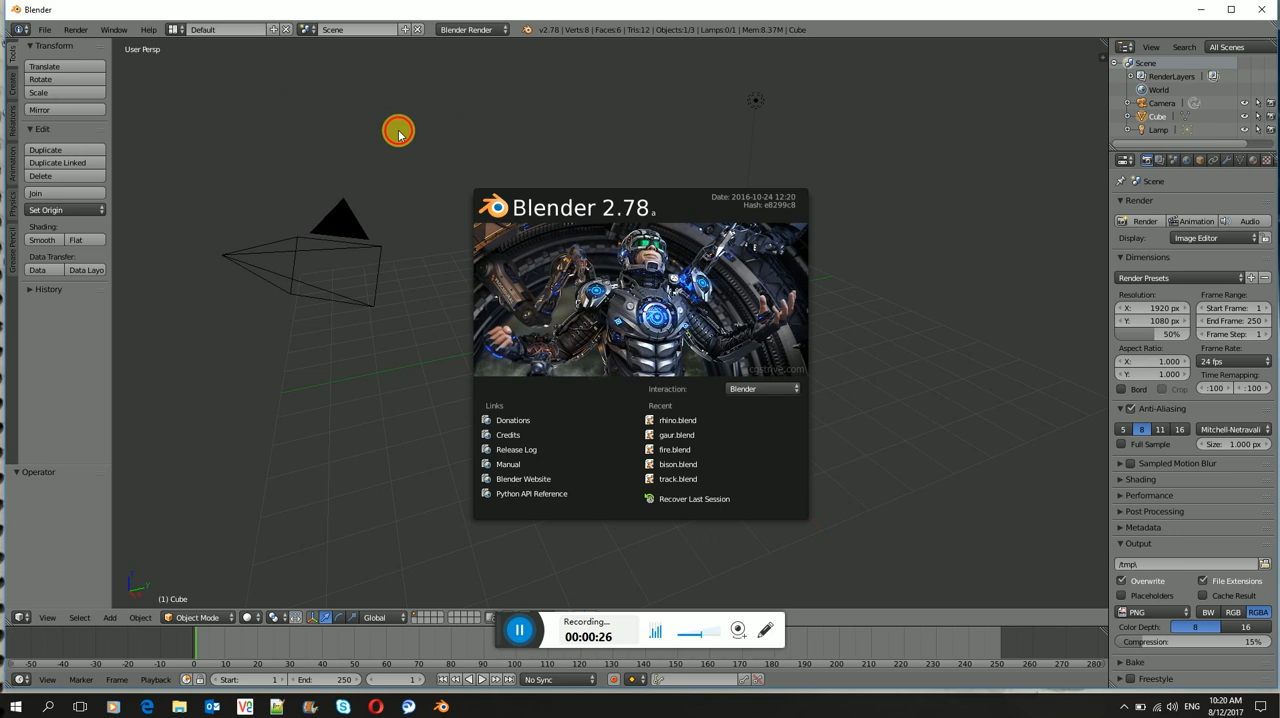 Blender
File Render Window Default Scene Blender Render v2.78 | Verts:8 | Faces:6 | Tris:12 | Objects:1/3 | Lamps:0/1 | Mem:8.37M | Cube
Tools
Create
Relations
Animation
Physics
Grease Pencil
Transform
Translate
Rotate
Scale
Mirror
Edit
Duplicate
Duplicate Linked
Delete
Join
Set Origin
Shading:
Smooth Flat
Data Transfer:
Data Data Layo
History
Operator
User Persp
Blender 2.78 a
Date: 2016-10-24 12:20
Hash: e8299c8
cgstrive.com
Interaction: Blender
Links
Donations
Credits
Release Log
Manual
Blender Website
Python API Reference
Recent
rhino.blend
gaur.blend
fire.blend
bison.blend
track.blend
Recover Last Session
(1) Cube
View Select Add Object Object Mode Global
Recording...
00:00:26
View Search All Scenes
Scene
RenderLayers
World
Camera
Cube
Lamp
Scene
Render
Render Animation Audio
Display: Image Editor
Dimensions
Render Presets
Resolution: Frame Range:
X: 1920 px Start Frame: 1
Y: 1080 px End Frame: 250
50% Frame Step: 1
Aspect Ratio: Frame Rate:
X: 1.000 24 fps
Y: 1.000 Time Remapping:
Bord Crop :100 :100
Anti-Aliasing
5 8 11 16 Mitchell-Netravali
Full Sample Size: 1.000 px
Sampled Motion Blur
Shading
Performance
Post Processing
Metadata
Output
/tmp\
Overwrite File Extensions
Placeholders Cache Result
PNG BW RGB RGBA
Color Depth: 8 16
Compression: 15%
Bake
Freestyle
-50 -40 -30 -20 -10 0 10 20 30 40 50 60 70 80 90 100 110 120 130 140 150 160 170 180 190 200 210 220 230 240 250 260 270 280
View Marker Frame Playback Start: 1 End: 250 1 No Sync
ENG 10:20 AM
8/12/2017